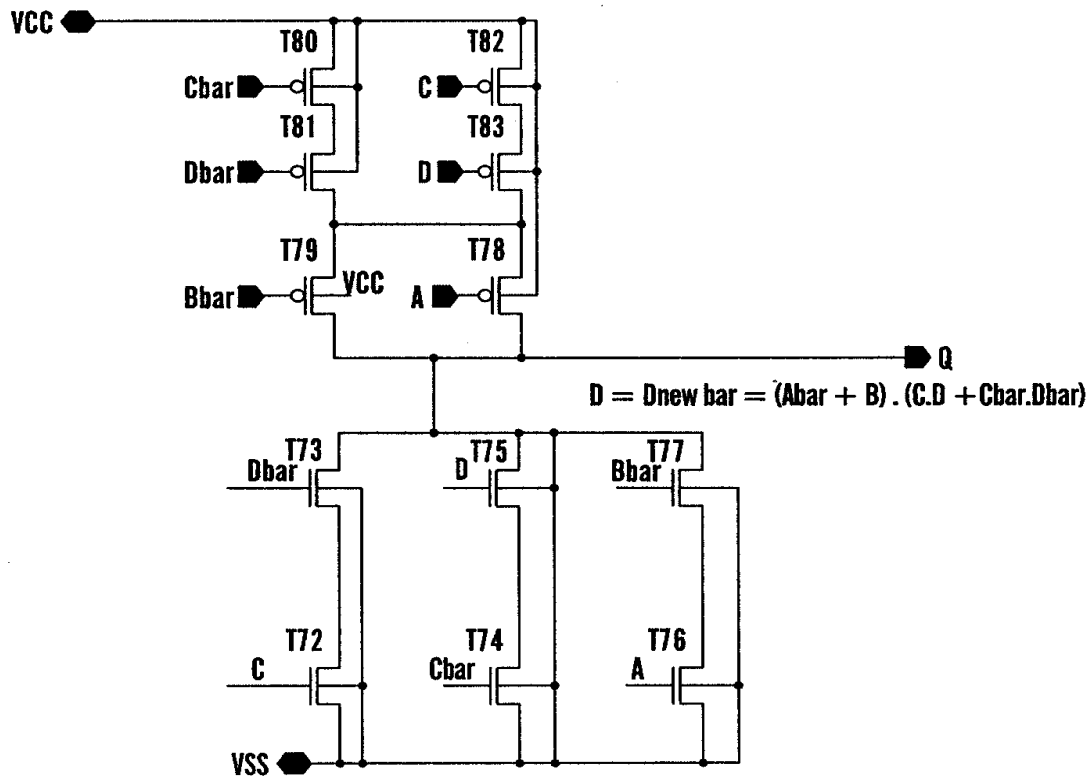 VCC
T80
T82
Cbar
C
T81
T83
Dbar
D
T79
T78
VCC
Bbar
A
Q
D = Dnew bar = (Abar + B) . (C.D + Cbar.Dbar)
T73
T75
T77
Dbar
D
Bbar
T72
T74
T76
C
Cbar
A
VSS